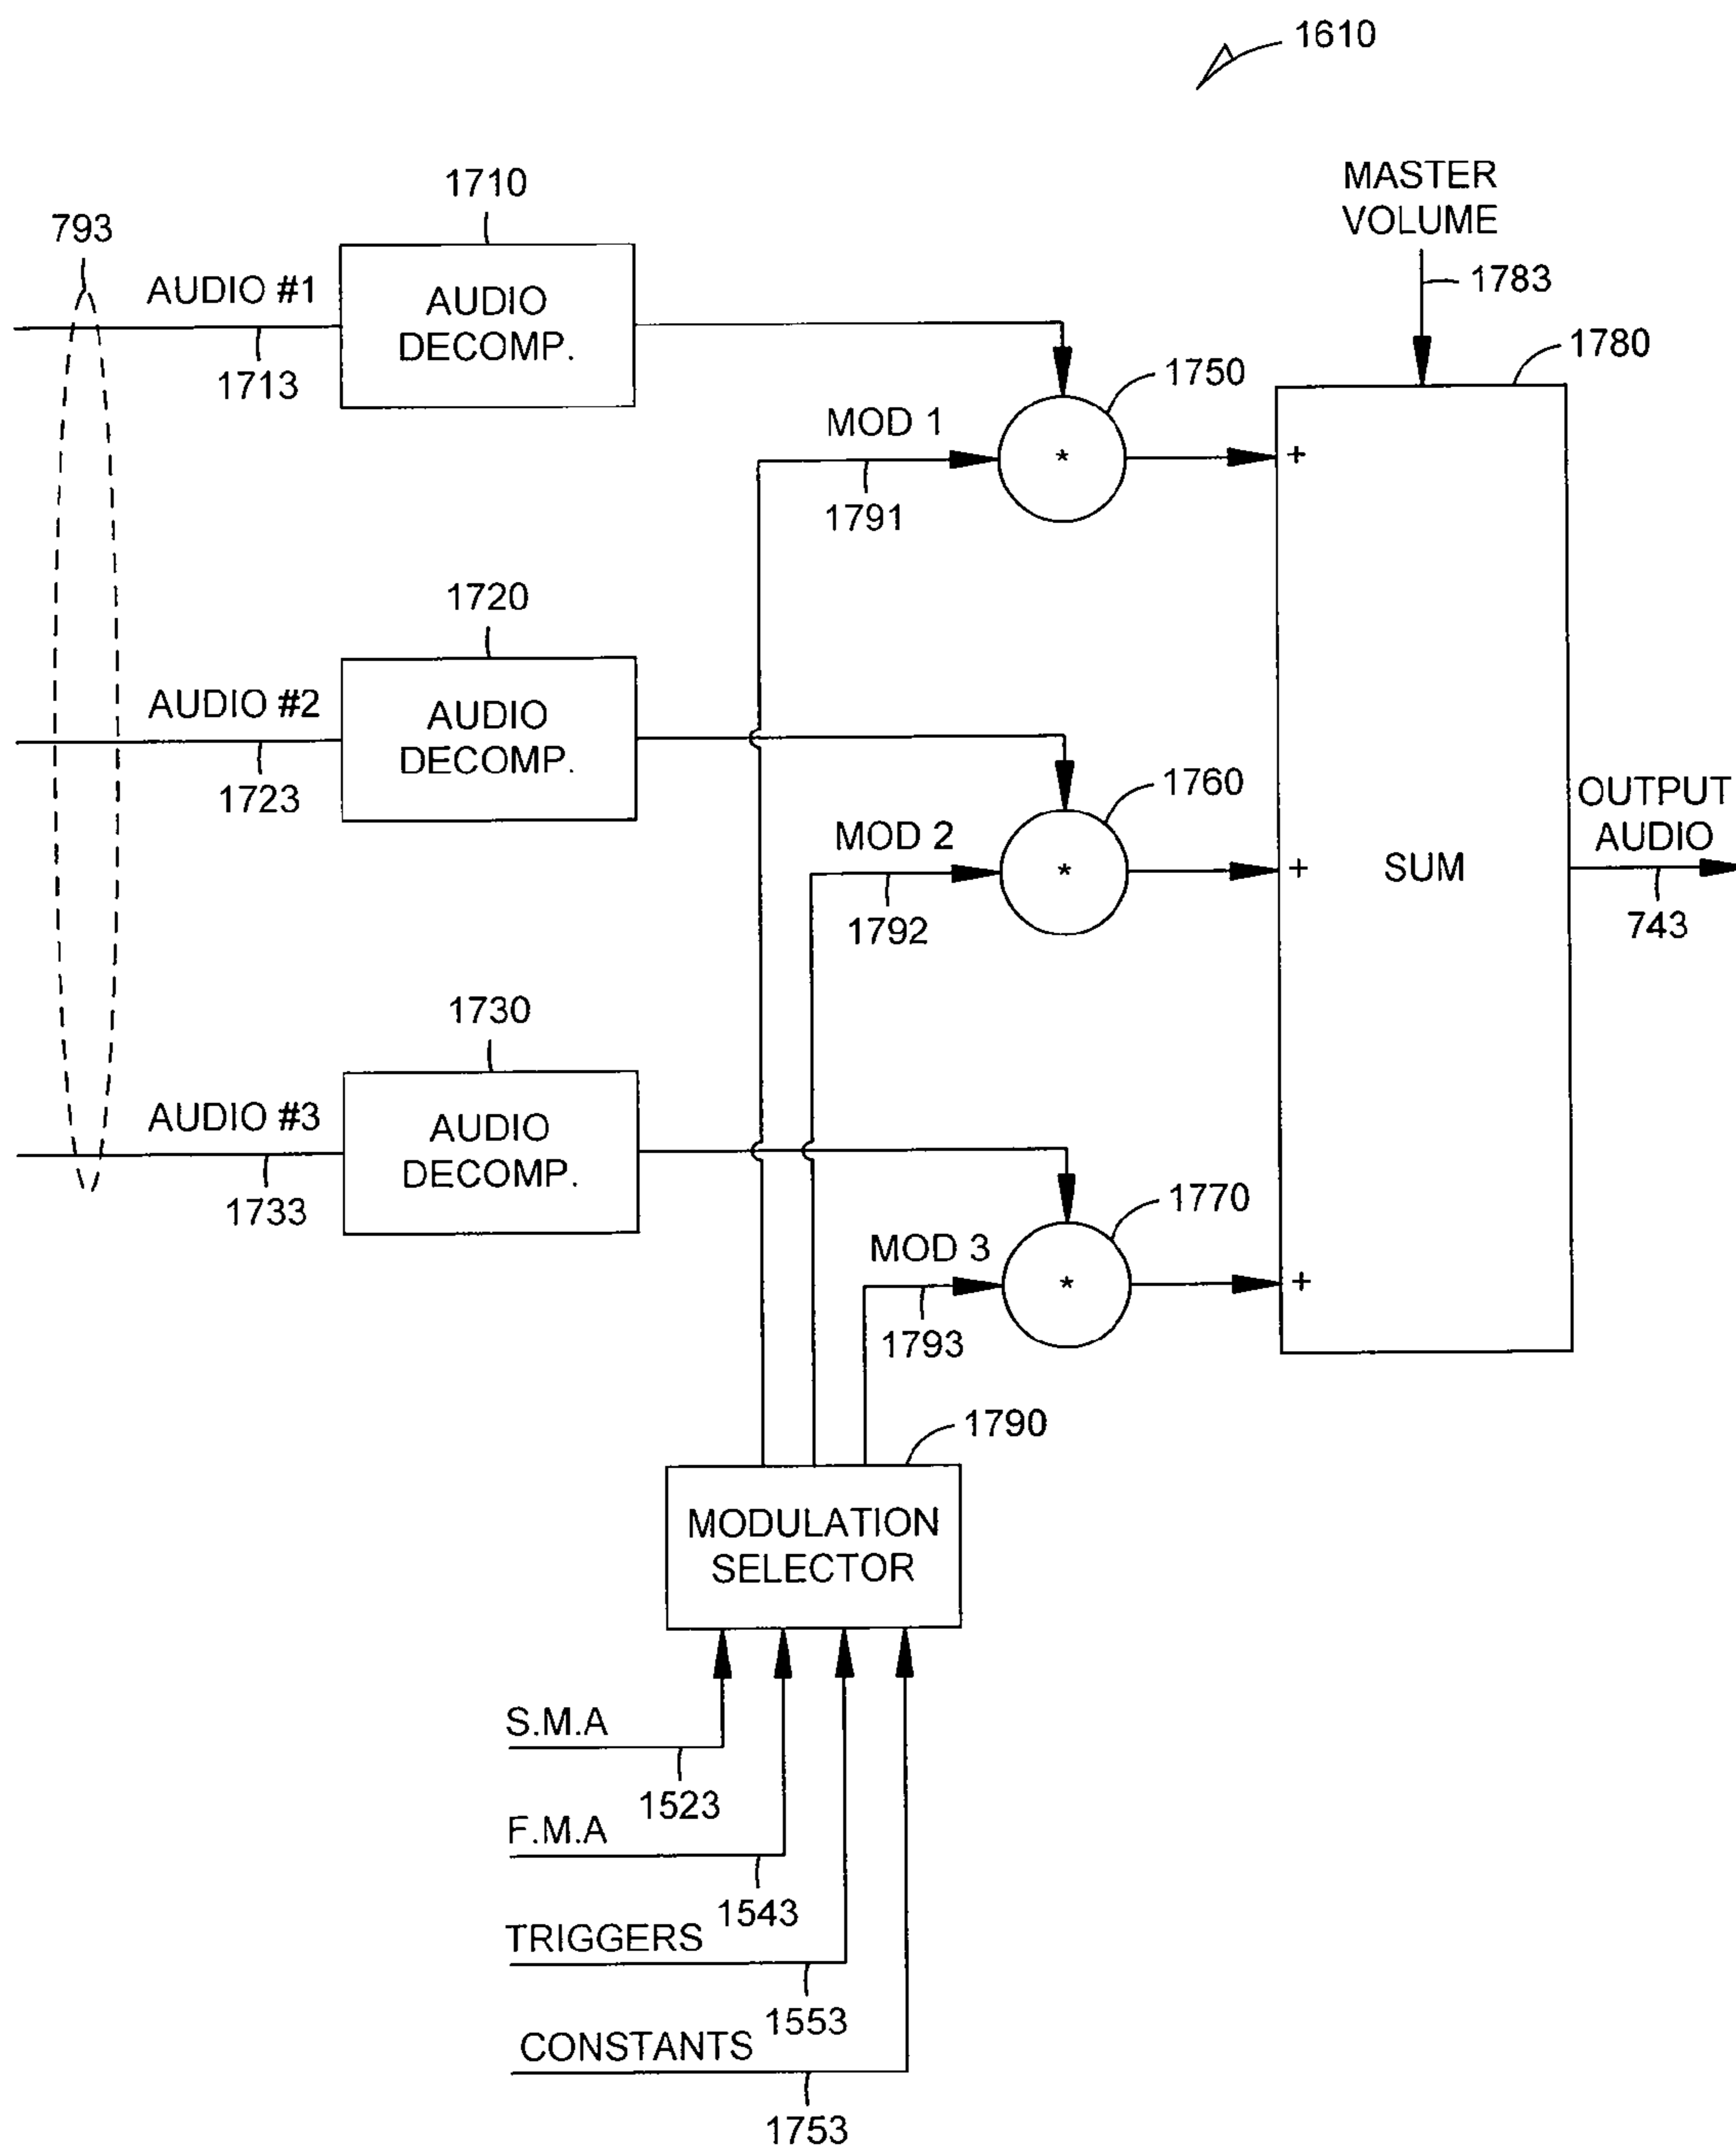 1610
MASTER
VOLUME
1783
1710
793
AUDIO #1
AUDIO
DECOMP.
1713
1780
1750
MOD 1
*
+
1791
1720
AUDIO #2
AUDIO
DECOMP.
1723
1760
MOD 2
*
+
SUM
OUTPUT
AUDIO
1792
743
1730
AUDIO #3
AUDIO
DECOMP.
1733
1770
MOD 3
*
+
1793
1790
MODULATION
SELECTOR
S.M.A
1523
F.M.A
1543
TRIGGERS
1553
CONSTANTS
1753